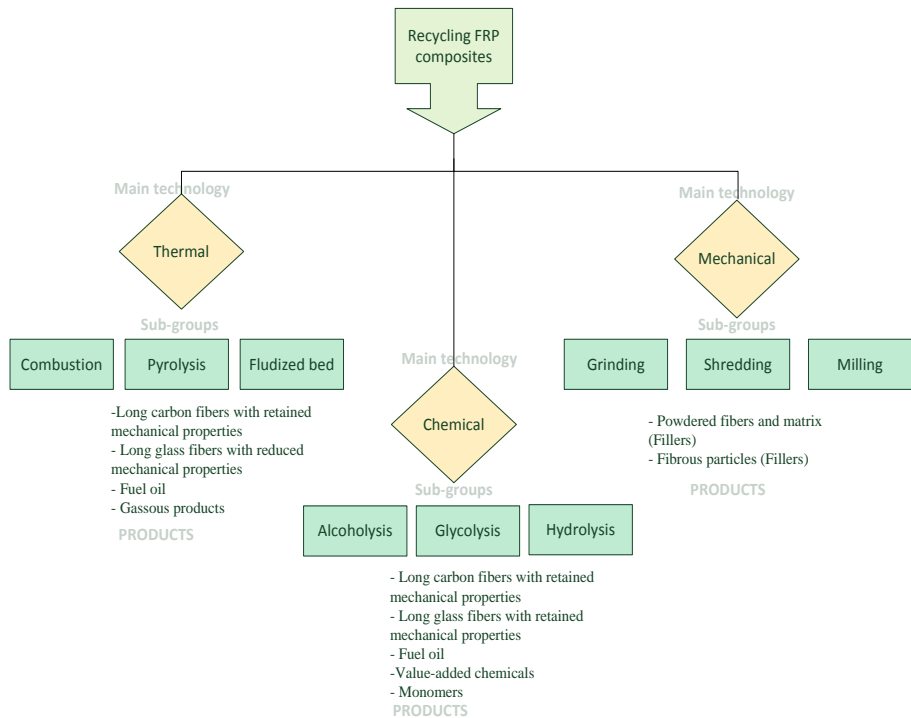 Recycling FRP
composites
Main technology
Thermal
Sub-groups
Combustion
Pyrolysis
Fludized bed
-Long carbon fibers with retained
mechanical properties
- Long glass fibers with reduced
mechanical properties
- Fuel oil
- Gassous products
PRODUCTS
Main technology
Chemical
Sub-groups
Alcoholysis
Glycolysis
Hydrolysis
- Long carbon fibers with retained
mechanical properties
- Long glass fibers with retained
mechanical properties
- Fuel oil
-Value-added chemicals
- Monomers
PRODUCTS
Main technology
Mechanical
Sub-groups
Grinding
Shredding
Milling
- Powdered fibers and matrix
(Fillers)
- Fibrous particles (Fillers)
PRODUCTS